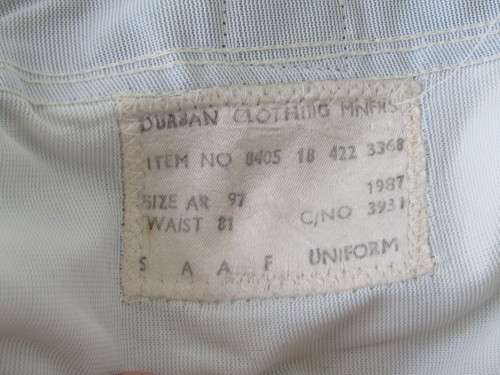 DURBAN CLOTHING MNFRS
ITEM NO 8405 18 422 3368
SIZE AR 97 1987
WAIST 81 C/NO 3931
S A A F UNIFORM